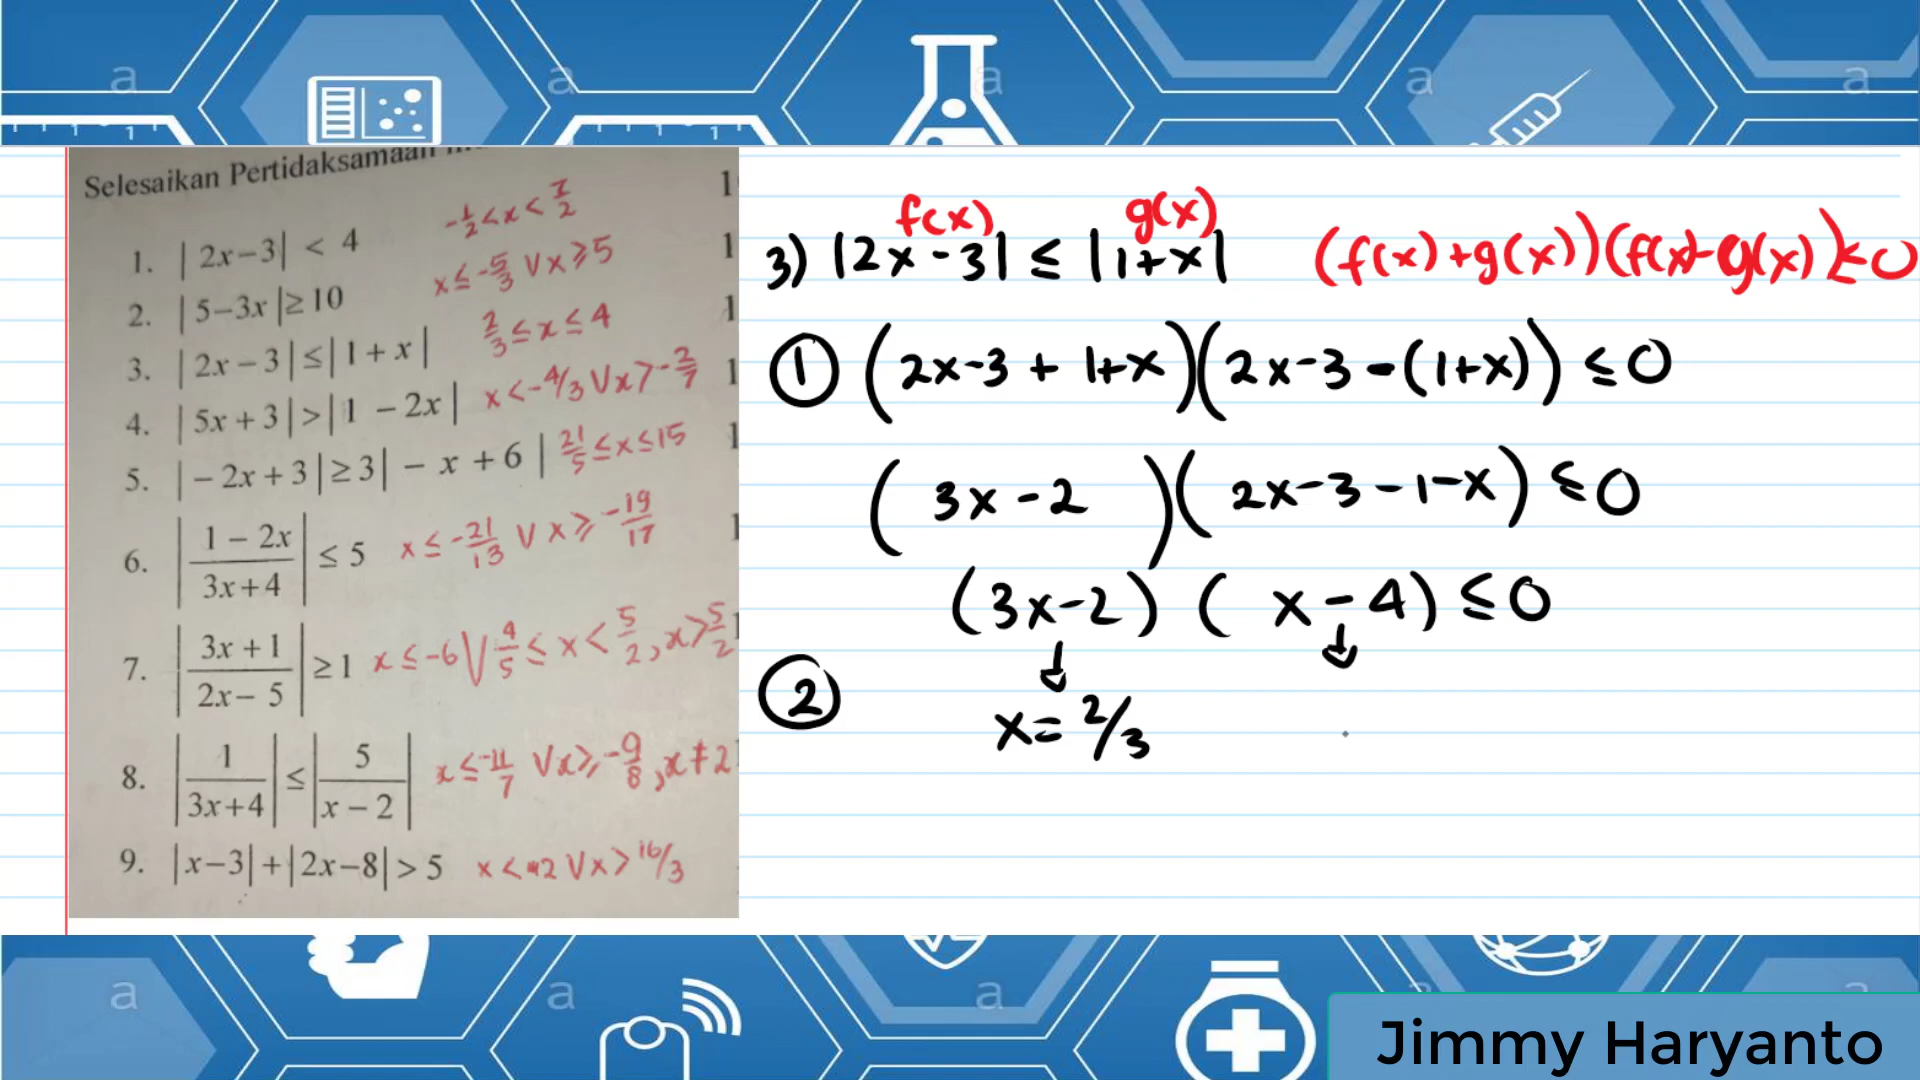 Selesaikan Pertidaksamaan
1. |2x−3| < 4 -1/2 < x < 7/2
2. |5−3x| ≥ 10 x ≤ -5/3 V x ≥ 5
3. |2x−3| ≤ |1+x| 2/3 ≤ x ≤ 4
4. |5x+3| > |1−2x| x < -4/3 V x > -2/7
5. |−2x+3| ≥ 3|−x+6| 21/5 ≤ x ≤ 15
6. |(1−2x)/(3x+4)| ≤ 5 x ≤ -21/13 V x ≥ -19/17
7. |(3x+1)/(2x−5)| ≥ 1 x ≤ -6 V 4/5 ≤ x < 5/2, x > 5/2
8. |1/(3x+4)| ≤ |5/(x−2)| x ≤ -11/7 V x ≥ -9/8, x ≠ 2
9. |x−3|+|2x−8| > 5 x < -2 V x > 16/3
f(x) g(x)
3) |2x-3| ≤ |1+x| (f(x)+g(x))(f(x)-g(x)) ≤ 0
① (2x-3+1+x)(2x-3-(1+x)) ≤ 0
(3x-2)(2x-3-1-x) ≤ 0
(3x-2)(x-4) ≤ 0
②
x = 2/3
Jimmy Haryanto